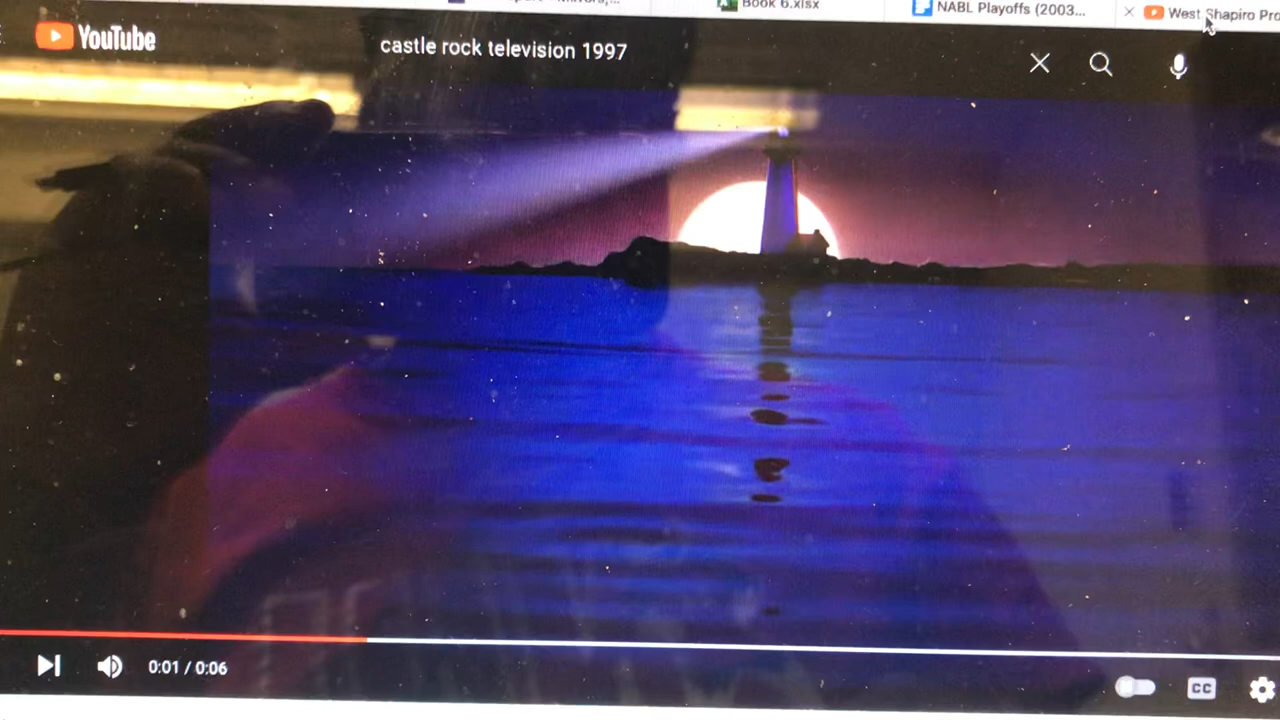 Book 6.xlsx
NABL Playoffs (2003...
West Shapiro Pro
YouTube
castle rock television 1997
0:01 / 0:06
CC